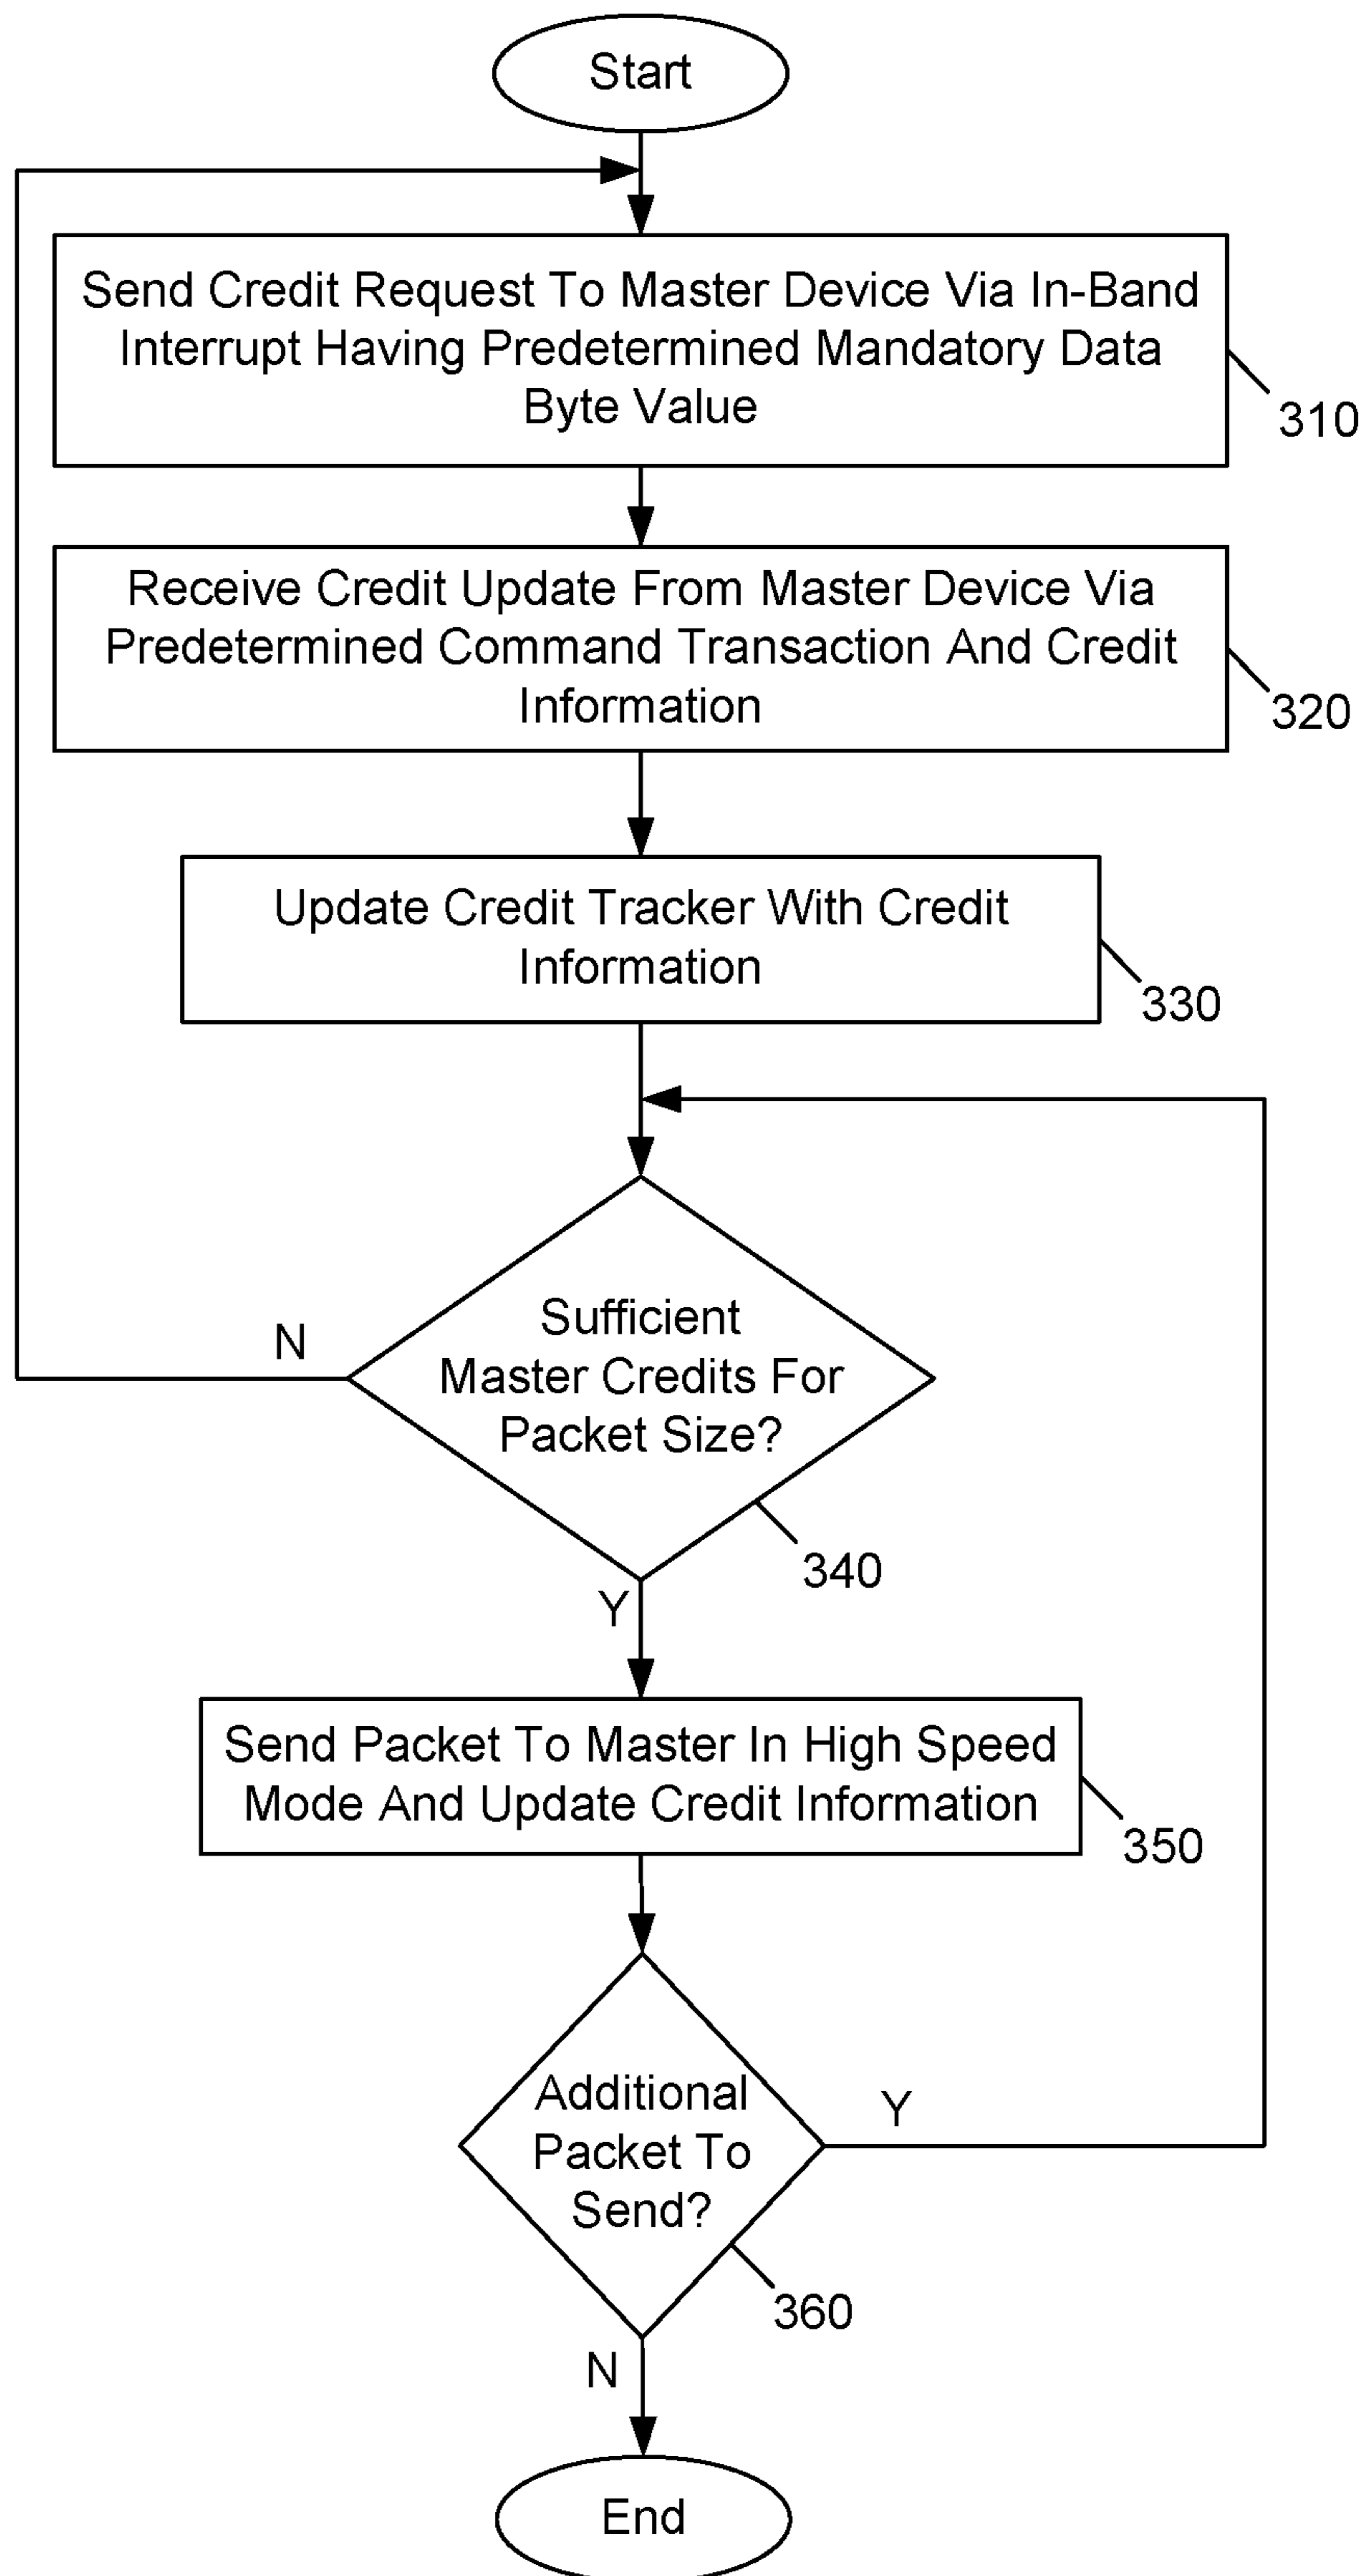 Start
Send Credit Request To Master Device Via In-Band
Interrupt Having Predetermined Mandatory Data
Byte Value
310
Receive Credit Update From Master Device Via
Predetermined Command Transaction And Credit
Information
320
Update Credit Tracker With Credit
Information
330
N
Sufficient
Master Credits For
Packet Size?
340
Y
Send Packet To Master In High Speed
Mode And Update Credit Information
350
Additional
Packet To
Send?
Y
360
N
End